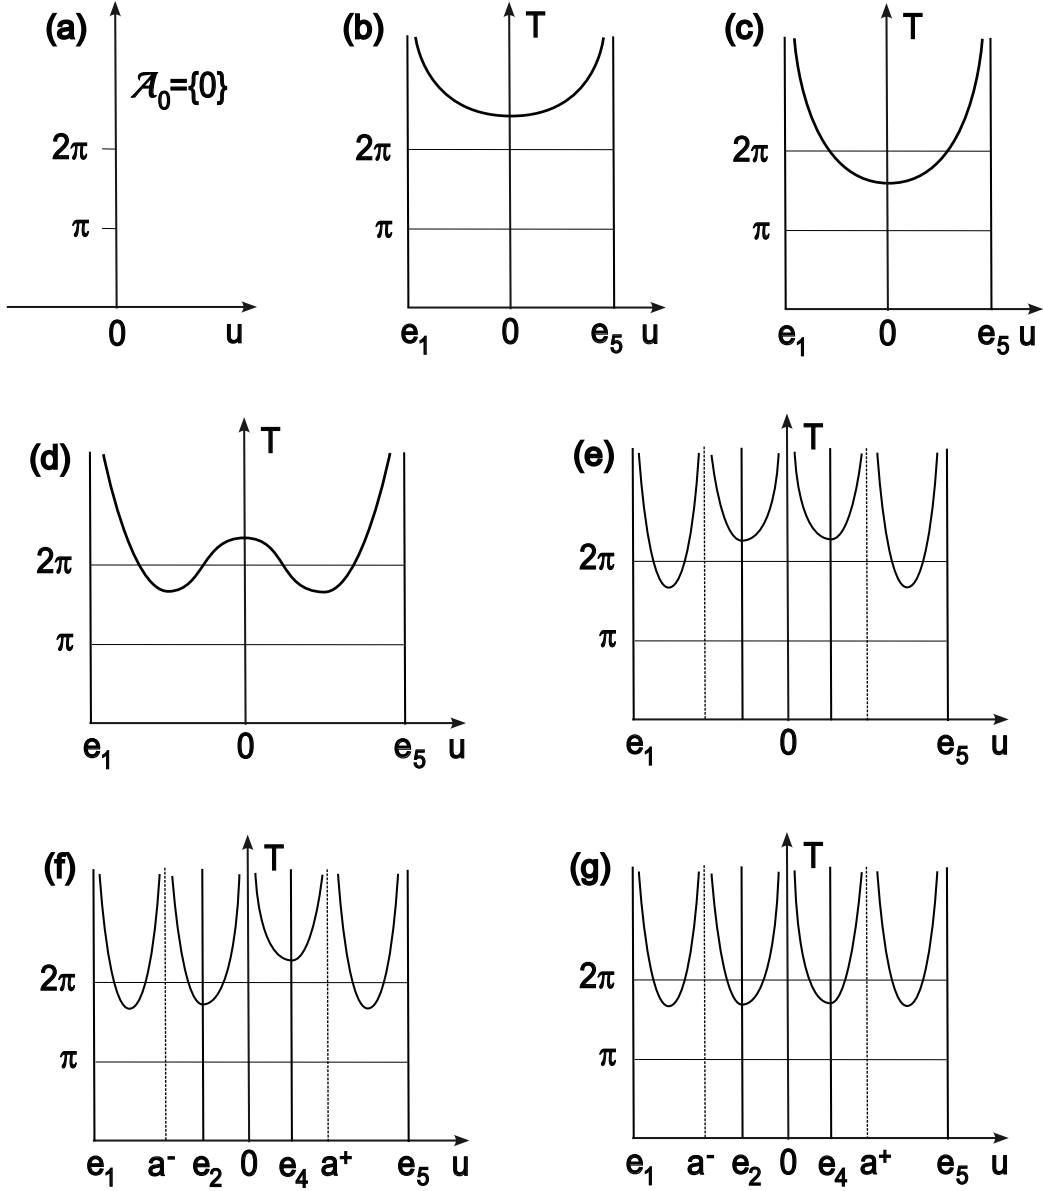 (a)
𝒜₀={0}
2π
π
0 u
(b) T
2π
π
e₁ 0 e₅ u
(c) T
2π
π
e₁ 0 e₅ u
(d) T
2π
π
e₁ 0 e₅ u
(e) T
2π
π
e₁ 0 e₅ u
(f) T
2π
π
e₁ a⁻ e₂ 0 e₄ a⁺ e₅ u
(g) T
2π
π
e₁ a⁻ e₂ 0 e₄ a⁺ e₅ u